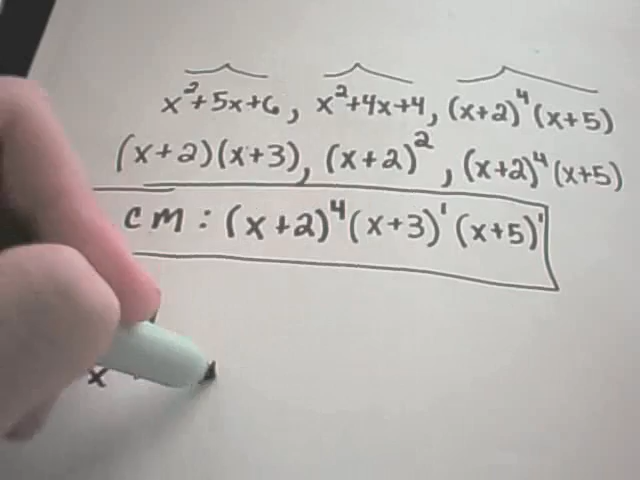 x²+5x+6, x²+4x+4, (x+2)⁴(x+5)
(x+2)(x+3), (x+2)², (x+2)⁴(x+5)
CM: (x+2)⁴(x+3)¹(x+5)¹
x